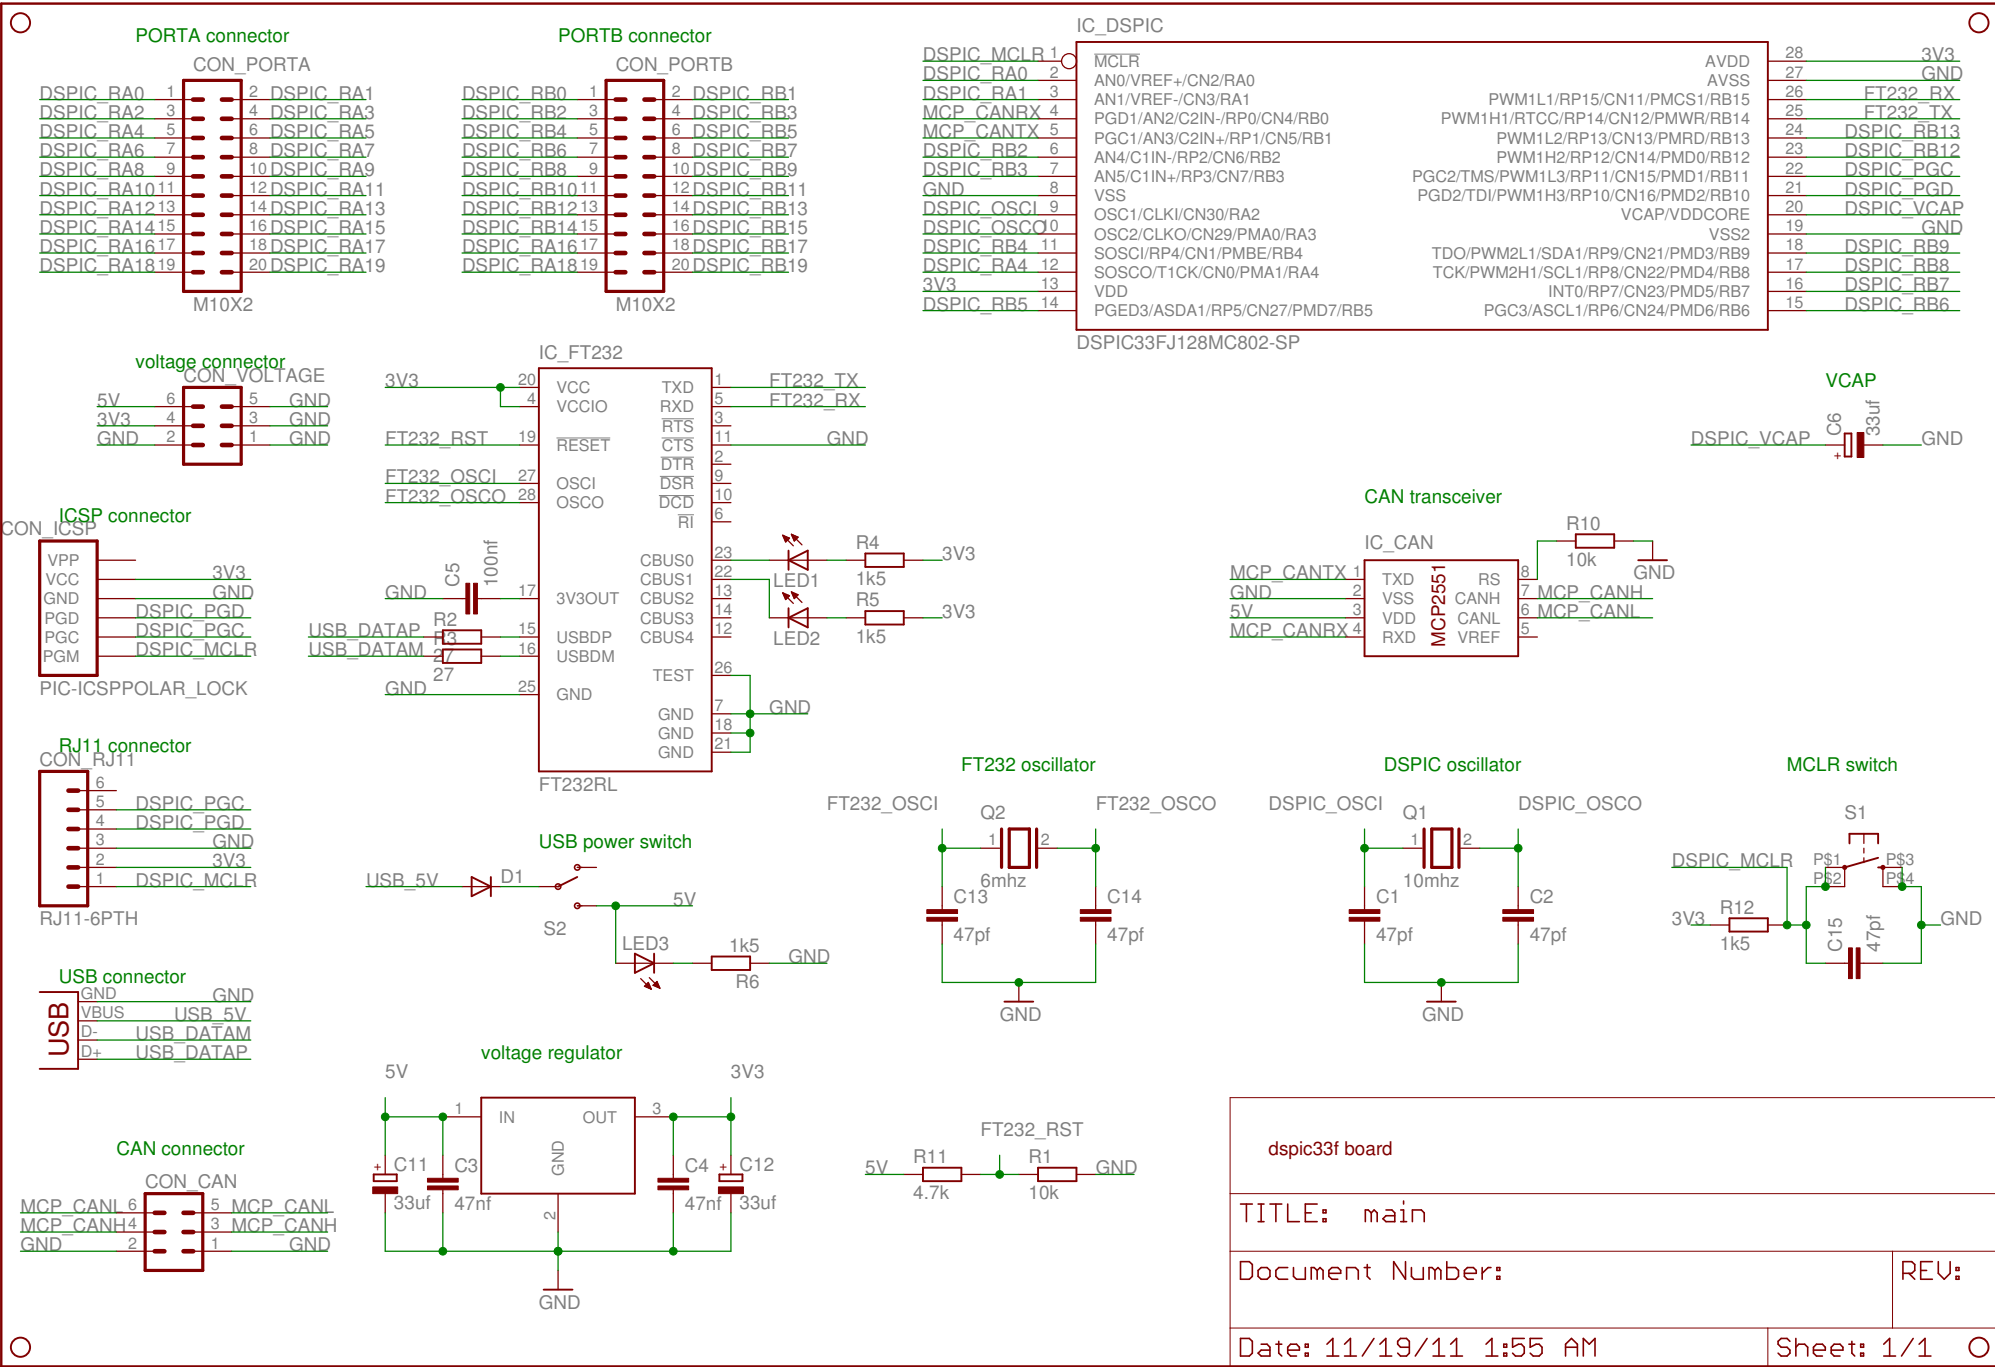 PORTA connector
CON_PORTA
DSPIC_RA0 1 2 DSPIC_RA1
DSPIC_RA2 3 4 DSPIC_RA3
DSPIC_RA4 5 6 DSPIC_RA5
DSPIC_RA6 7 8 DSPIC_RA7
DSPIC_RA8 9 10 DSPIC_RA9
DSPIC_RA10 11 12 DSPIC_RA11
DSPIC_RA12 13 14 DSPIC_RA13
DSPIC_RA14 15 16 DSPIC_RA15
DSPIC_RA16 17 18 DSPIC_RA17
DSPIC_RA18 19 20 DSPIC_RA19
M10X2
PORTB connector
CON_PORTB
DSPIC_RB0 1 2 DSPIC_RB1
DSPIC_RB2 3 4 DSPIC_RB3
DSPIC_RB4 5 6 DSPIC_RB5
DSPIC_RB6 7 8 DSPIC_RB7
DSPIC_RB8 9 10 DSPIC_RB9
DSPIC_RB10 11 12 DSPIC_RB11
DSPIC_RB12 13 14 DSPIC_RB13
DSPIC_RB14 15 16 DSPIC_RB15
DSPIC_RA16 17 18 DSPIC_RB17
DSPIC_RA18 19 20 DSPIC_RB19
M10X2
IC_DSPIC
DSPIC_MCLR 1 MCLR AVDD 28 3V3
DSPIC_RA0 2 AN0/VREF+/CN2/RA0 AVSS 27 GND
DSPIC_RA1 3 AN1/VREF-/CN3/RA1 PWM1L1/RP15/CN11/PMCS1/RB15 26 FT232_RX
MCP_CANRX 4 PGD1/AN2/C2IN-/RP0/CN4/RB0 PWM1H1/RTCC/RP14/CN12/PMWR/RB14 25 FT232_TX
MCP_CANTX 5 PGC1/AN3/C2IN+/RP1/CN5/RB1 PWM1L2/RP13/CN13/PMRD/RB13 24 DSPIC_RB13
DSPIC_RB2 6 AN4/C1IN-/RP2/CN6/RB2 PWM1H2/RP12/CN14/PMD0/RB12 23 DSPIC_RB12
DSPIC_RB3 7 AN5/C1IN+/RP3/CN7/RB3 PGC2/TMS/PWM1L3/RP11/CN15/PMD1/RB11 22 DSPIC_PGC
GND 8 VSS PGD2/TDI/PWM1H3/RP10/CN16/PMD2/RB10 21 DSPIC_PGD
DSPIC_OSCI 9 OSC1/CLKI/CN30/RA2 VCAP/VDDCORE 20 DSPIC_VCAP
DSPIC_OSCO 10 OSC2/CLKO/CN29/PMA0/RA3 VSS2 19 GND
DSPIC_RB4 11 SOSCI/RP4/CN1/PMBE/RB4 TDO/PWM2L1/SDA1/RP9/CN21/PMD3/RB9 18 DSPIC_RB9
DSPIC_RA4 12 SOSCO/T1CK/CN0/PMA1/RA4 TCK/PWM2H1/SCL1/RP8/CN22/PMD4/RB8 17 DSPIC_RB8
3V3 13 VDD INT0/RP7/CN23/PMD5/RB7 16 DSPIC_RB7
DSPIC_RB5 14 PGED3/ASDA1/RP5/CN27/PMD7/RB5 PGC3/ASCL1/RP6/CN24/PMD6/RB6 15 DSPIC_RB6
DSPIC33FJ128MC802-SP
voltage connector
CON_VOLTAGE
5V 6 5 GND
3V3 4 3 GND
GND 2 1 GND
IC_FT232
3V3 20 VCC TXD 1 FT232_TX
4 VCCIO RXD 5 FT232_RX
RTS 3
FT232_RST 19 RESET CTS 11 GND
DTR 2
FT232_OSCI 27 OSCI DSR 9
FT232_OSCO 28 OSCO DCD 10
RI 6
CBUS0 23 LED1 R4 1k5 3V3
CBUS1 22
GND C5 100nf 17 3V3OUT CBUS2 13
CBUS3 14 LED2 R5 1k5 3V3
USB_DATAP R2 27 15 USBDP CBUS4 12
USB_DATAM R3 27 16 USBDM
TEST 26
GND 25 GND
GND 7 GND
GND 18
GND 21
FT232RL
VCAP
DSPIC_VCAP + C6 33uf GND
ICSP connector
CON_ICSP
VPP
VCC 3V3
GND GND
PGD DSPIC_PGD
PGC DSPIC_PGC
PGM DSPIC_MCLR
PIC-ICSPPOLAR_LOCK
CAN transceiver
IC_CAN
R10
10k
GND
MCP_CANTX 1 TXD RS 8
GND 2 VSS CANH 7 MCP_CANH
5V 3 VDD CANL 6 MCP_CANL
MCP_CANRX 4 RXD VREF 5
MCP2551
RJ11 connector
CON_RJ11
6
5 DSPIC_PGC
4 DSPIC_PGD
3 GND
2 3V3
1 DSPIC_MCLR
RJ11-6PTH
USB power switch
USB_5V D1
S2
5V
LED3 1k5 GND
R6
FT232 oscillator
FT232_OSCI FT232_OSCO
Q2
1 2
6mhz
C13 C14
47pf 47pf
GND
DSPIC oscillator
DSPIC_OSCI DSPIC_OSCO
Q1
1 2
10mhz
C1 C2
47pf 47pf
GND
MCLR switch
S1
DSPIC_MCLR P$1 P$3
P$2 P$4
3V3 R12 GND
1k5 C15 47pf
USB connector
USB
GND GND
VBUS USB_5V
D- USB_DATAM
D+ USB_DATAP
voltage regulator
5V 3V3
1 IN OUT 3
GND
2
+ C11 C3 C4 + C12
33uf 47nf 47nf 33uf
GND
CAN connector
CON_CAN
MCP_CANL 6 5 MCP_CANL
MCP_CANH 4 3 MCP_CANH
GND 2 1 GND
FT232_RST
5V R11 R1 GND
4.7k 10k
dspic33f board
TITLE: main
Document Number:
REV:
Date: 11/19/11 1:55 AM
Sheet: 1/1